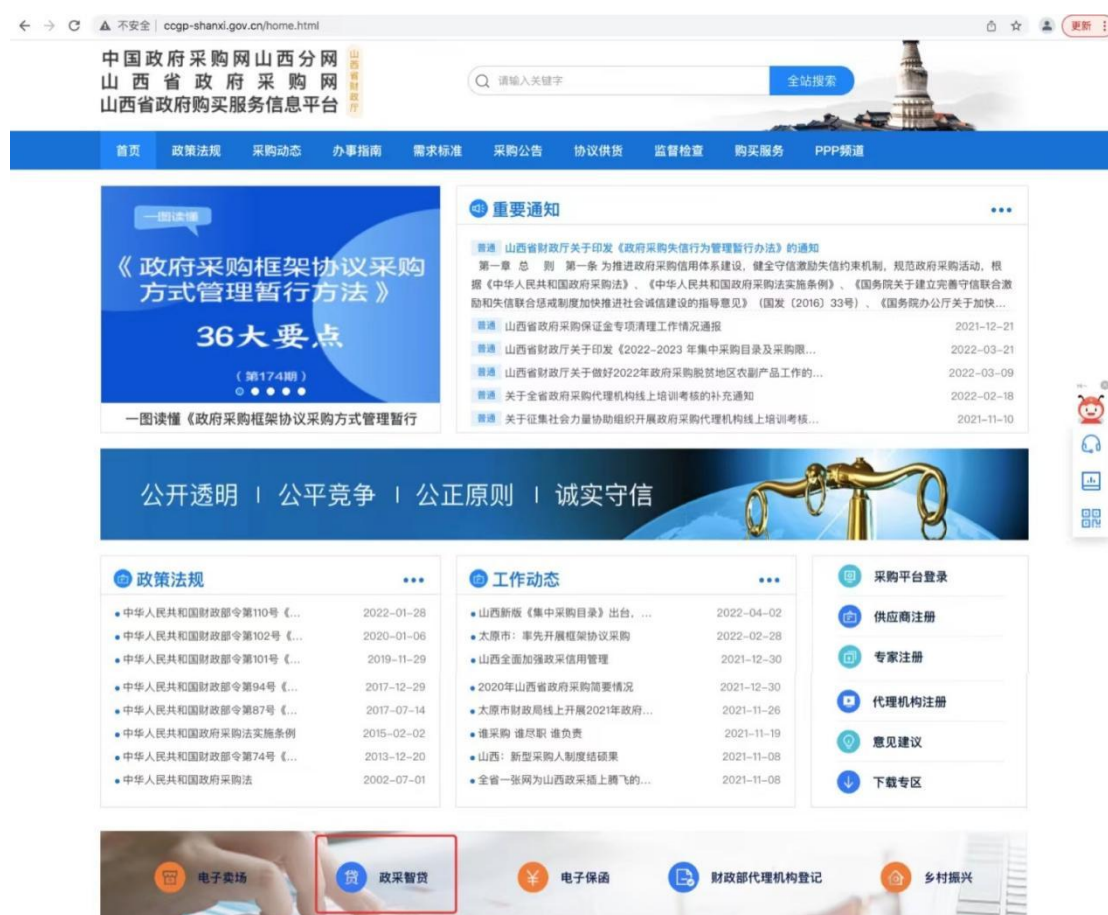 不安全 ccgp-shanxi.gov.cn/home.html
更新
中国政府采购网山西分网
山西省政府采购网
山西省政府购买服务信息平台
山西省财政厅
请输入关键字
全站搜索
首页 政策法规 采购动态 办事指南 需求标准 采购公告 协议供货 监督检查 购买服务 PPP频道
一图读懂
《政府采购框架协议采购
方式管理暂行方法》
36大要点
（第174期）
一图读懂《政府采购框架协议采购方式管理暂行
重要通知
普通 山西省财政厅关于印发《政府采购失信行为管理暂行办法》的通知
第一章 总 则 第一条 为推进政府采购信用体系建设，健全守信激励失信约束机制，规范政府采购活动，根
据《中华人民共和国政府采购法》、《中华人民共和国政府采购法实施条例》、《国务院关于建立完善守信联合激
励和失信联合惩戒制度加快推进社会诚信建设的指导意见》（国发〔2016〕33号）、《国务院办公厅关于加快...
普通 山西省政府采购保证金专项清理工作情况通报 2021-12-21
普通 山西省财政厅关于印发《2022-2023 年集中采购目录及采购限... 2022-03-21
普通 山西省财政厅关于做好2022年政府采购脱贫地区农副产品工作的... 2022-03-09
普通 关于全省政府采购代理机构线上培训考核的补充通知 2022-02-18
普通 关于征集社会力量协助组织开展政府采购代理机构线上培训考核... 2021-11-10
公开透明 | 公平竞争 | 公正原则 | 诚实守信
政策法规
中华人民共和国财政部令第110号《... 2022-01-28
中华人民共和国财政部令第102号《... 2020-01-06
中华人民共和国财政部令第101号《... 2019-11-29
中华人民共和国财政部令第94号《... 2017-12-29
中华人民共和国财政部令第87号《... 2017-07-14
中华人民共和国政府采购法实施条例 2015-02-02
中华人民共和国财政部令第74号《... 2013-12-20
中华人民共和国政府采购法 2002-07-01
工作动态
山西新版《集中采购目录》出台，... 2022-04-02
太原市：率先开展框架协议采购 2022-02-28
山西全面加强政采信用管理 2021-12-30
2020年山西省政府采购简要情况 2021-12-30
太原市财政局线上开展2021年政府... 2021-11-26
谁采购 谁尽职 谁负责 2021-11-19
山西：新型采购人制度结硕果 2021-11-08
全省一张网为山西政采插上腾飞的... 2021-11-08
采购平台登录
供应商注册
专家注册
代理机构注册
意见建议
下载专区
电子卖场
贷 政采智贷
¥ 电子保函
财政部代理机构登记
乡村振兴